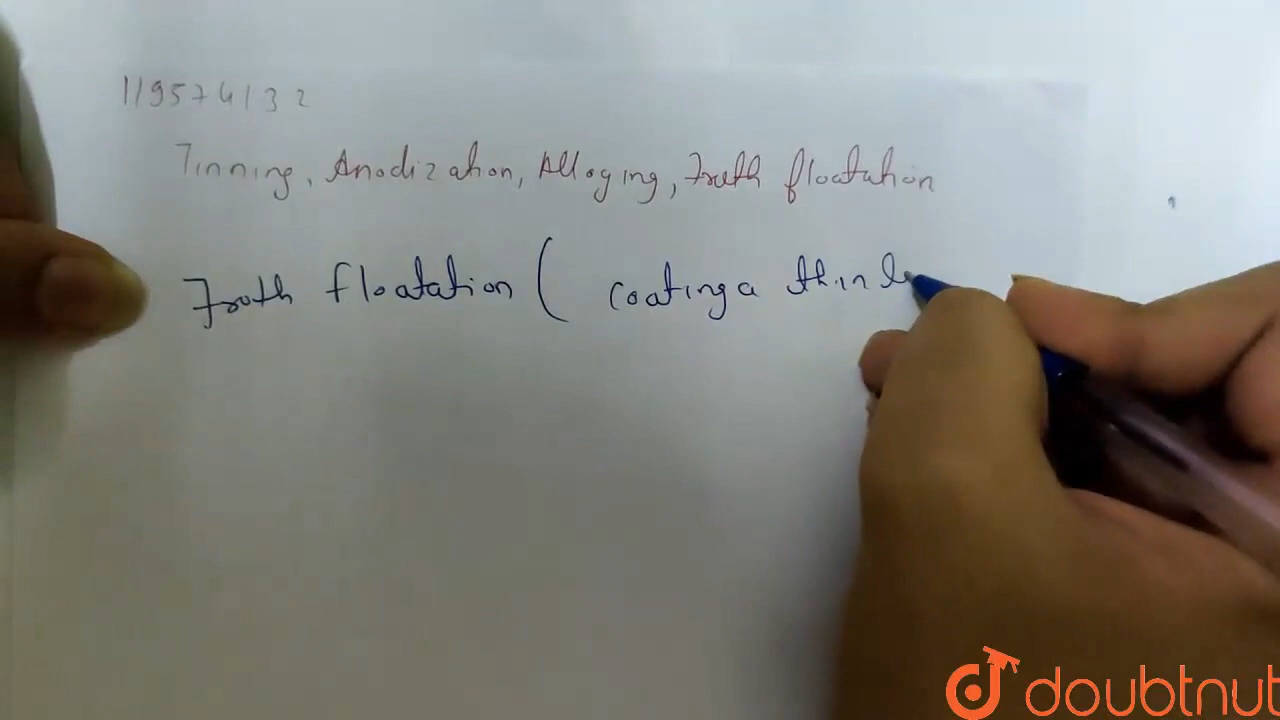 119574132
Tinning, Anodization, Alloying, Froth floatation
Froth floatation ( coating a thin
doubtnut